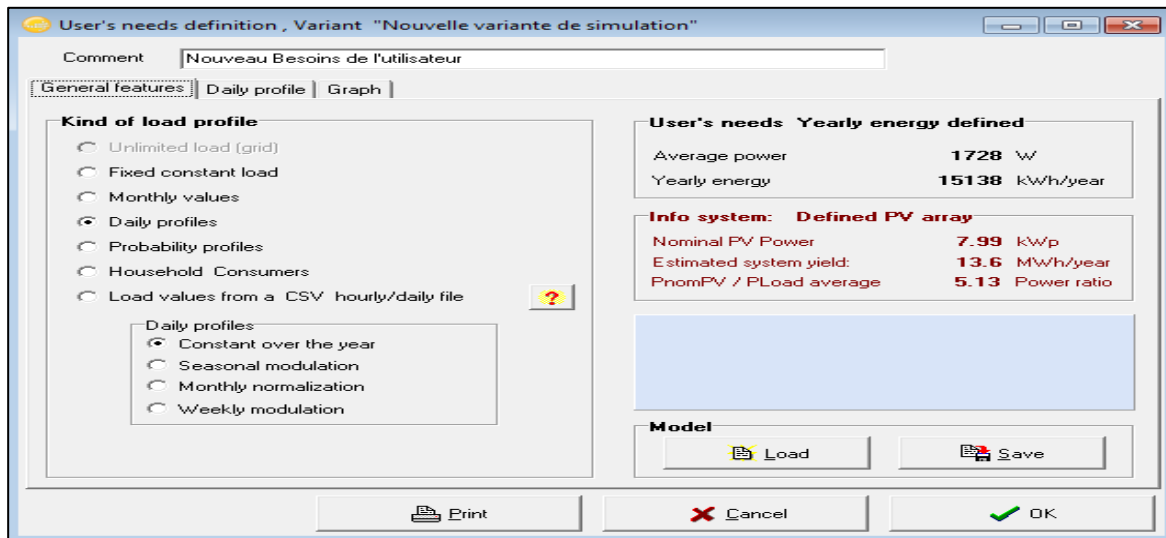 User's needs definition , Variant "Nouvelle variante de simulation"
Comment Nouveau Besoins de l'utilisateur
General features Daily profile Graph
Kind of load profile
Unlimited load (grid)
Fixed constant load
Monthly values
Daily profiles
Probability profiles
Household Consumers
Load values from a CSV hourly/daily file
?
Daily profiles
Constant over the year
Seasonal modulation
Monthly normalization
Weekly modulation
User's needs Yearly energy defined
Average power 1728 W
Yearly energy 15138 kWh/year
Info system: Defined PV array
Nominal PV Power 7.99 kWp
Estimated system yield: 13.6 MWh/year
PnomPV / PLoad average 5.13 Power ratio
Model
Load Save
Print Cancel OK